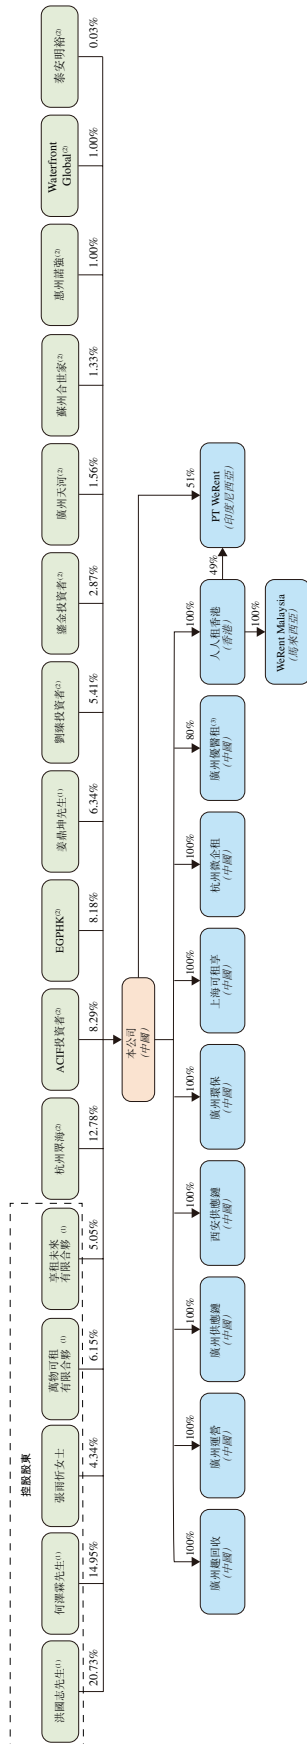 控股股東
洪國志先生(1)
何澤霖先生(1)
張雨忻女士
萬物可租
有限合夥(1)
享租未來
有限合夥(1)
杭州眾海(2)
ACIF投資者(2)
EGPHK(2)
姜鼎坤先生(1)
劉臻投資者(2)
鎏金投資者(2)
廣州天河(2)
蘇州合世家(2)
惠州諾強(2)
Waterfront
Global(2)
泰安明裕(2)
20.73%
14.95%
4.34%
6.15%
5.05%
12.78%
8.29%
8.18%
6.34%
5.41%
2.87%
1.56%
1.33%
1.00%
1.00%
0.03%
本公司
(中國)
100%
100%
100%
100%
100%
100%
100%
80%
100%
51%
廣州趣回收
(中國)
廣州運營
(中國)
廣州供應鏈
(中國)
西安供應鏈
(中國)
廣州環保
(中國)
上海可租享
(中國)
杭州微企租
(中國)
廣州優醫租(3)
(中國)
人人租香港
(香港)
49%
PT WeRent
(印度尼西亞)
100%
WeRent Malaysia
(馬來西亞)